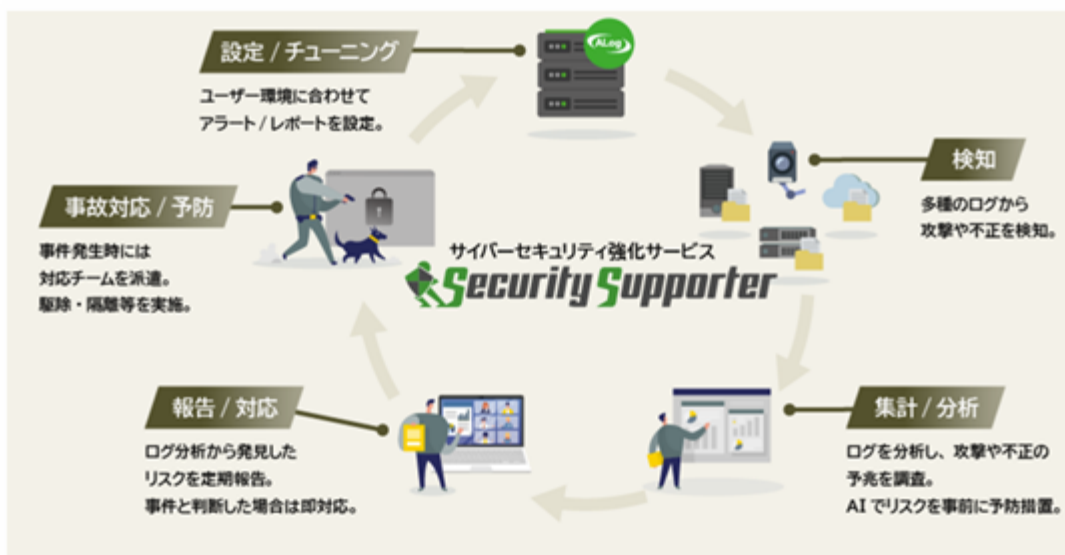 設定 / チューニング
ユーザー環境に合わせて
アラート / レポートを設定。
ALog
検知
多種のログから
攻撃や不正を検知。
事故対応 / 予防
事件発生時には
対応チームを派遣。
駆除・隔離等を実施。
サイバーセキュリティ強化サービス
Security Supporter
報告 / 対応
ログ分析から発見した
リスクを定期報告。
事件と判断した場合は即対応。
集計 / 分析
ログを分析し、攻撃や不正の
予兆を調査。
AI でリスクを事前に予防措置。